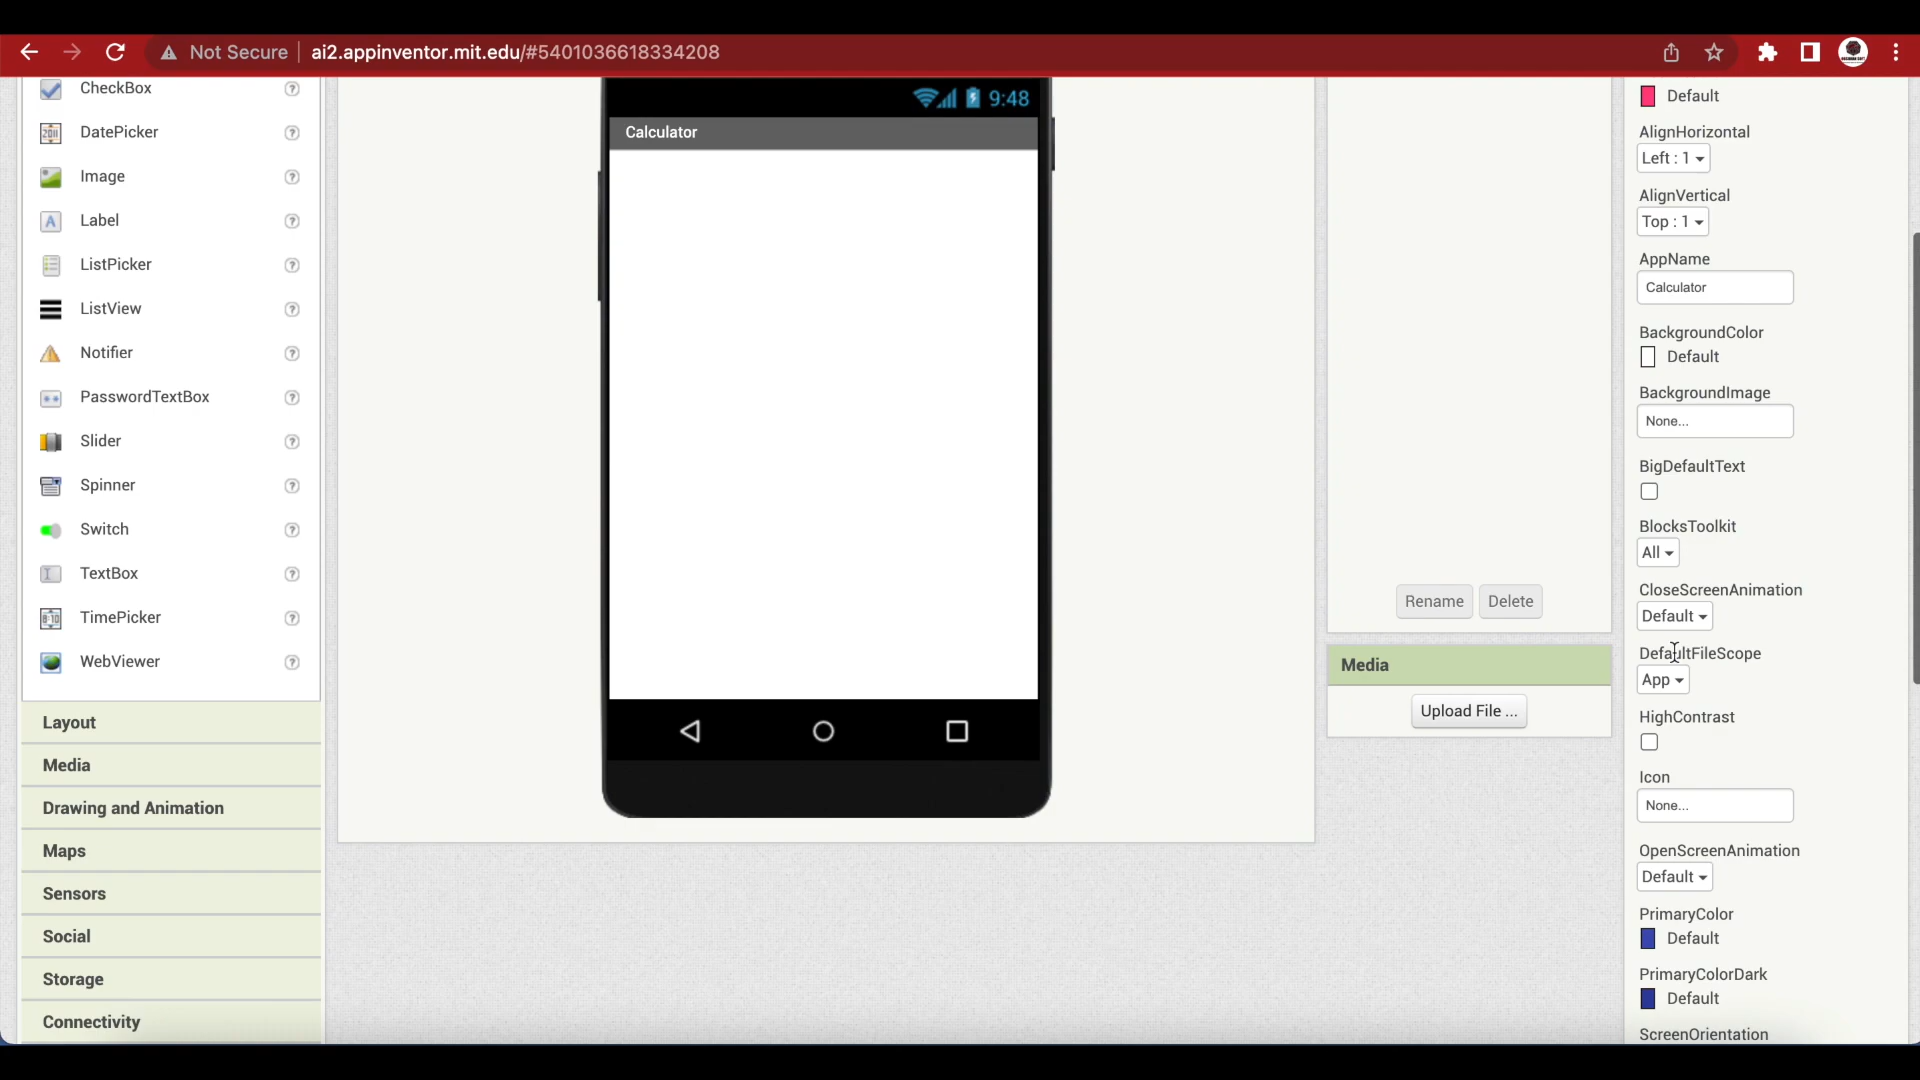 Not Secure
ai2.appinventor.mit.edu/#5401036618334208
CheckBox
DatePicker
Image
Label
ListPicker
ListView
Notifier
PasswordTextBox
Slider
Spinner
Switch
TextBox
TimePicker
WebViewer
Layout
Media
Drawing and Animation
Maps
Sensors
Social
Storage
Connectivity
9:48
Calculator
Rename Delete
Media
Upload File ...
Default
AlignHorizontal
Left : 1
AlignVertical
Top : 1
AppName
Calculator
BackgroundColor
Default
BackgroundImage
None...
BigDefaultText
BlocksToolkit
All
CloseScreenAnimation
Default
DefaultFileScope
App
HighContrast
Icon
None...
OpenScreenAnimation
Default
PrimaryColor
Default
PrimaryColorDark
Default
ScreenOrientation